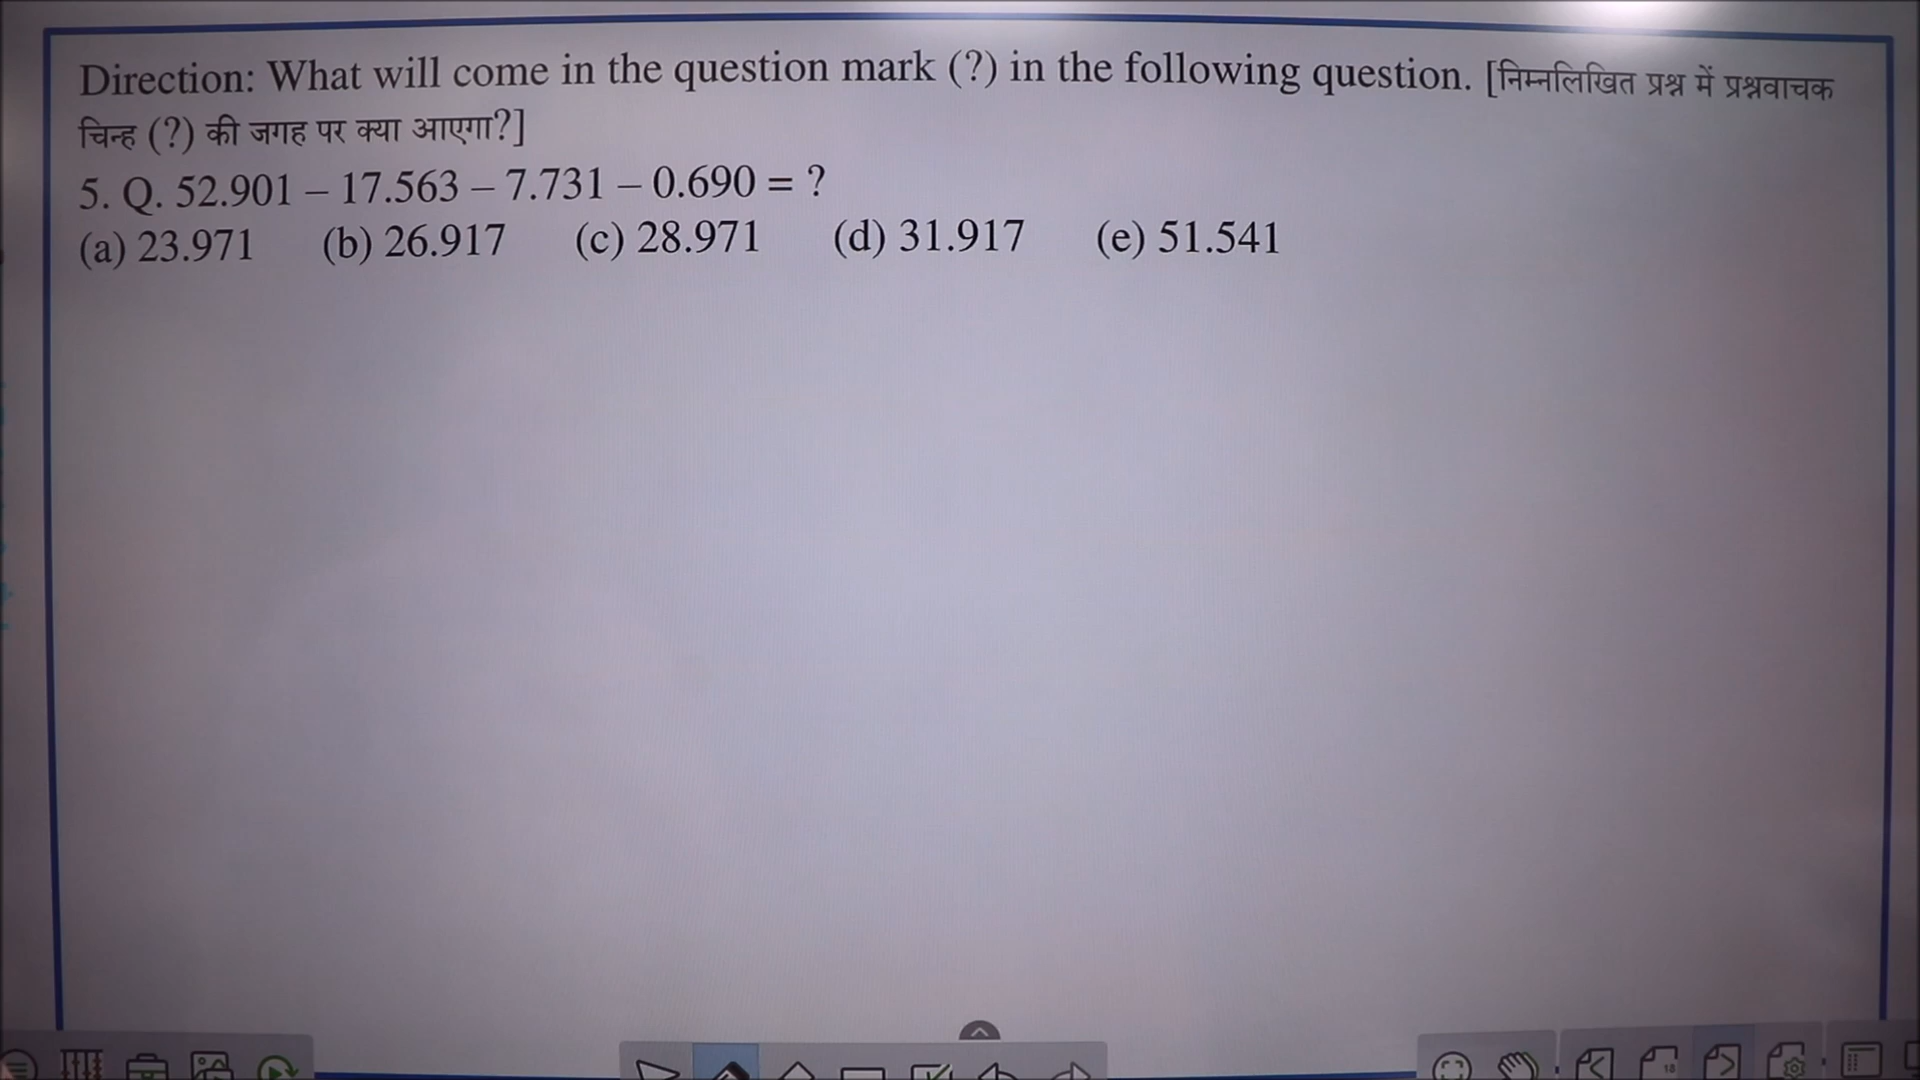 Direction: What will come in the question mark (?) in the following question. [निम्नलिखित प्रश्न में प्रश्नवाचक
चिन्ह (?) की जगह पर क्या आएगा?]
5. Q. 52.901 – 17.563 – 7.731 – 0.690 = ?
(a) 23.971 (b) 26.917 (c) 28.971 (d) 31.917 (e) 51.541